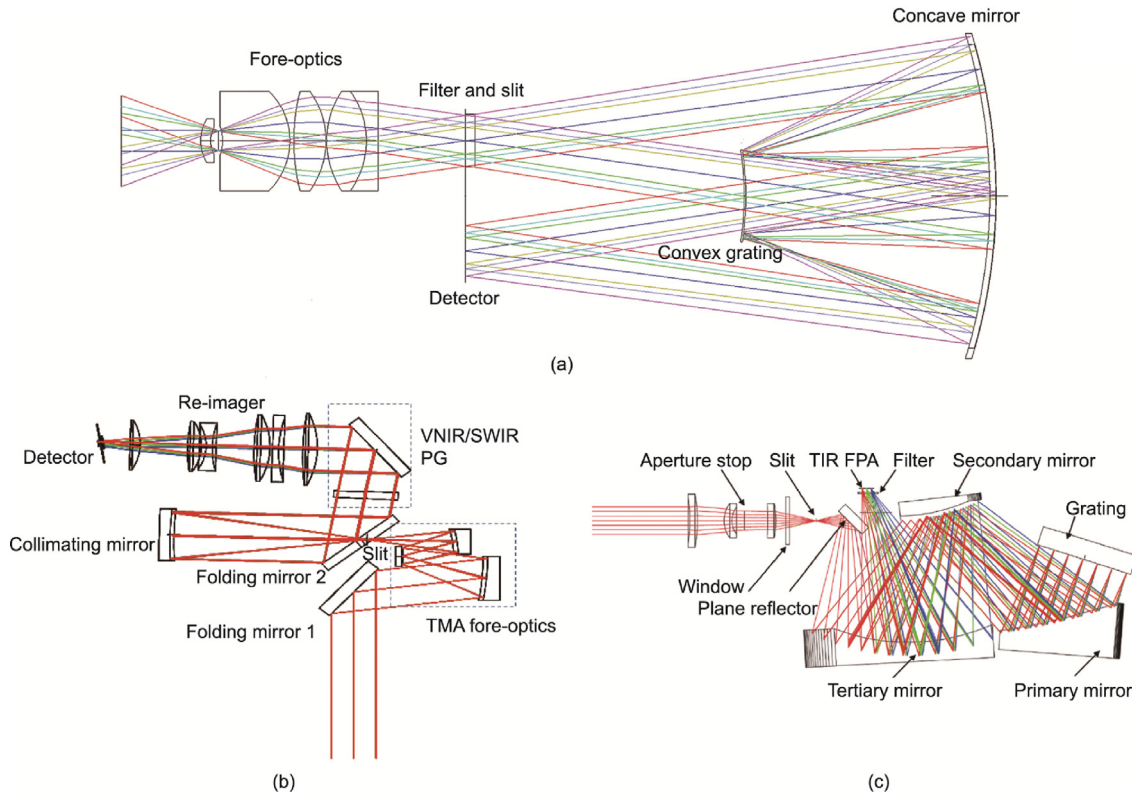 Concave mirror
Fore-optics
Filter and slit
Convex grating
Detector
(a)
Re-imager
VNIR/SWIR
PG
Detector
Collimating mirror
Slit
Folding mirror 2
Folding mirror 1
TMA fore-optics
(b)
Aperture stop
Slit
TIR FPA
Filter
Secondary mirror
Grating
Window
Plane reflector
Tertiary mirror
Primary mirror
(c)